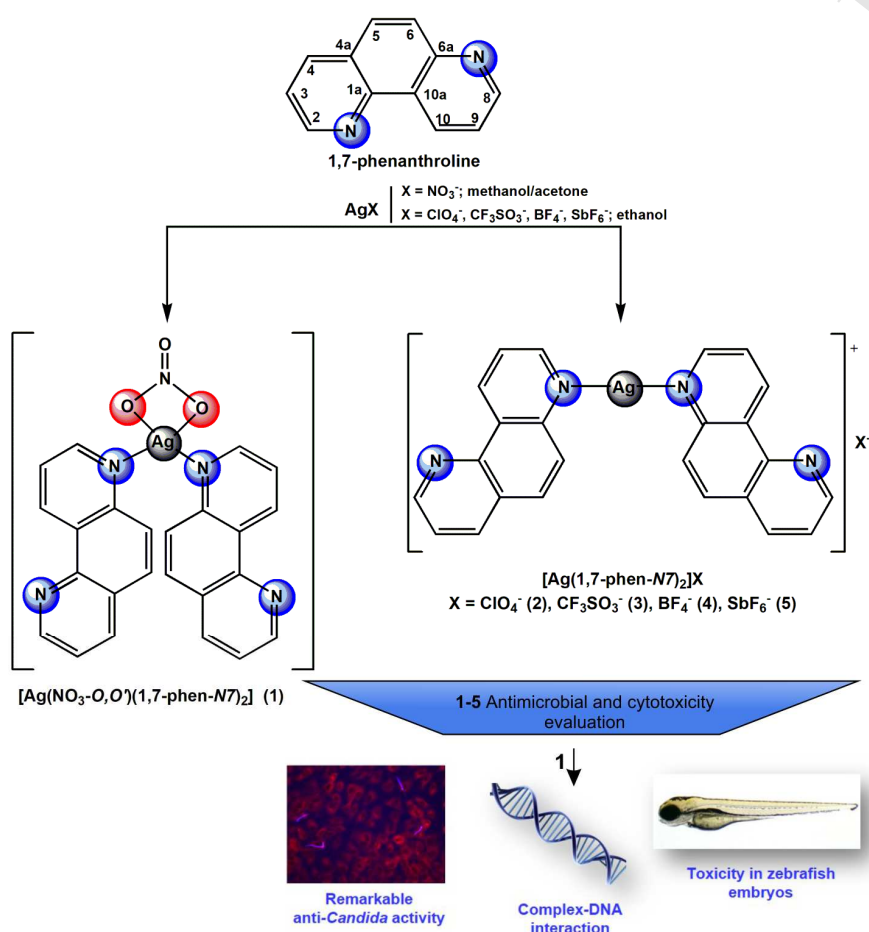 5
6
4a
6a
N
4
3
1a
10a
8
2
N
10
9
1,7-phenanthroline
AgX
X = NO₃⁻; methanol/acetone
X = ClO₄⁻, CF₃SO₃⁻, BF₄⁻, SbF₆⁻; ethanol
O
N
O
O
Ag
N
N
N
N
[Ag(NO₃-O,O')(1,7-phen-N7)₂] (1)
N
Ag
N
N
N
+
X⁻
[Ag(1,7-phen-N7)₂]X
X = ClO₄⁻ (2), CF₃SO₃⁻ (3), BF₄⁻ (4), SbF₆⁻ (5)
1-5 Antimicrobial and cytotoxicity
evaluation
1
Remarkable
anti-Candida activity
Complex-DNA
interaction
Toxicity in zebrafish
embryos